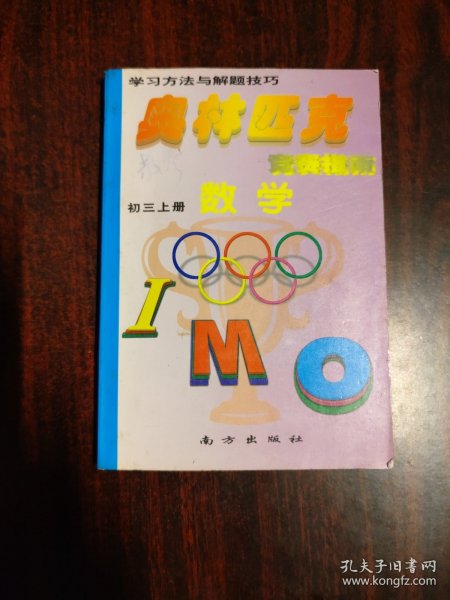 学习方法与解题技巧
奥林匹克
竞赛指南
初三上册 数学
I M O
南方出版社
孔夫子旧书网
www.kongfz.com